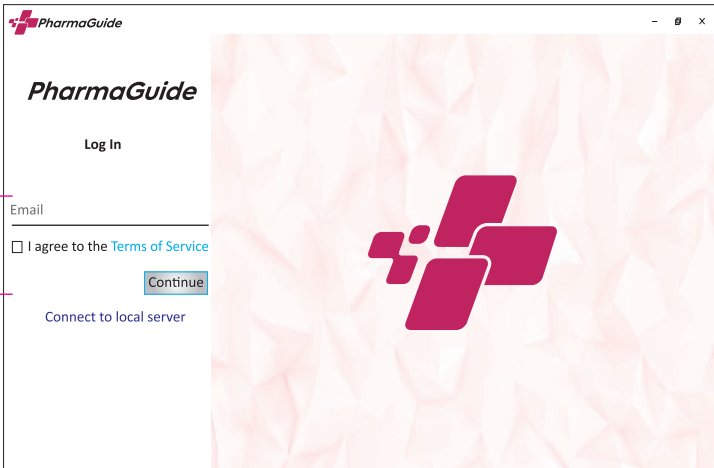 PharmaGuide
PharmaGuide
Log In
Email
I agree to the Terms of Service
Continue
Connect to local server